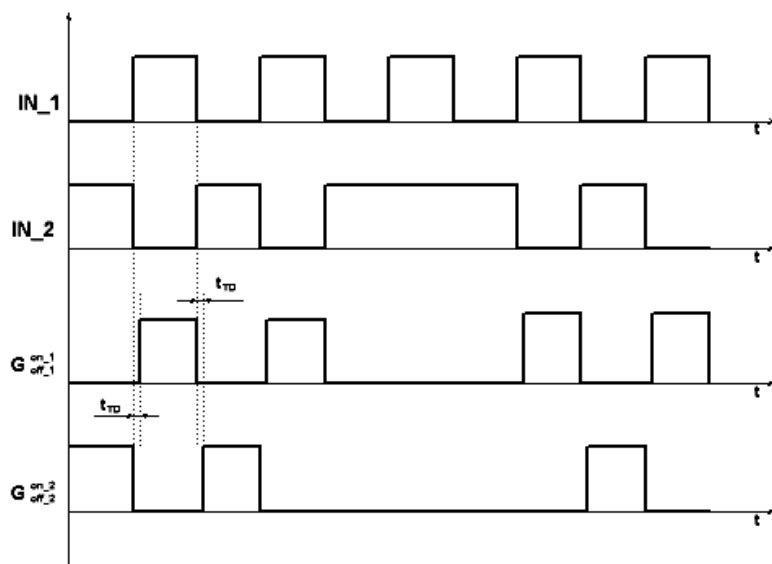 IN_1
t
IN_2
t
t_TD
G on_1
off_1
t
t_TD
G on_2
off_2
t